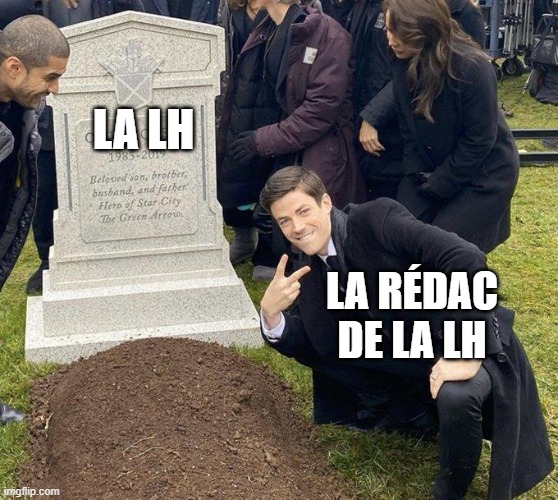 LA LH
1985-2019
Beloved son, brother,
husband, and father
Hero of Star City
The Green Arrow.
LA RÉDAC
DE LA LH
imgflip.com